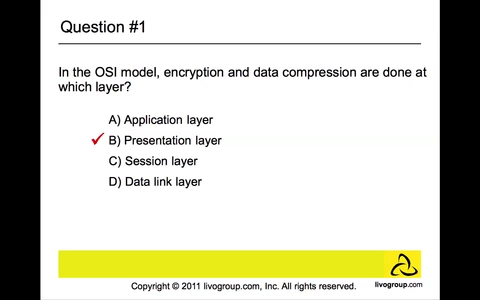 Question #1
In the OSI model, encryption and data compression are done at
which layer?
A) Application layer
B) Presentation layer
C) Session layer
D) Data link layer
livogroup.com
Copyright © 2011 livogroup.com, Inc. All rights reserved.